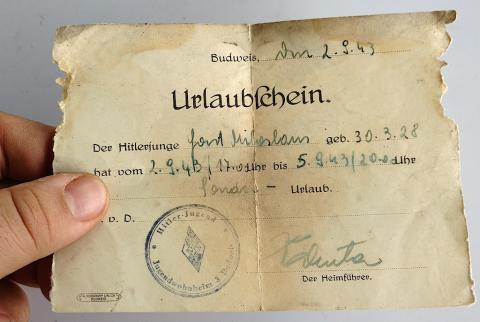 Budweis, den 2.9.43
Urlaubschein.
Der Hitlerjunge geb. 30.3.28
hat vom 2.9.43/17.00 Uhr bis 5.9.43/20.00 Uhr
Urlaub.
v. D.
Hitler-Jugend
Jugendwohnheim
Der Heimführer.